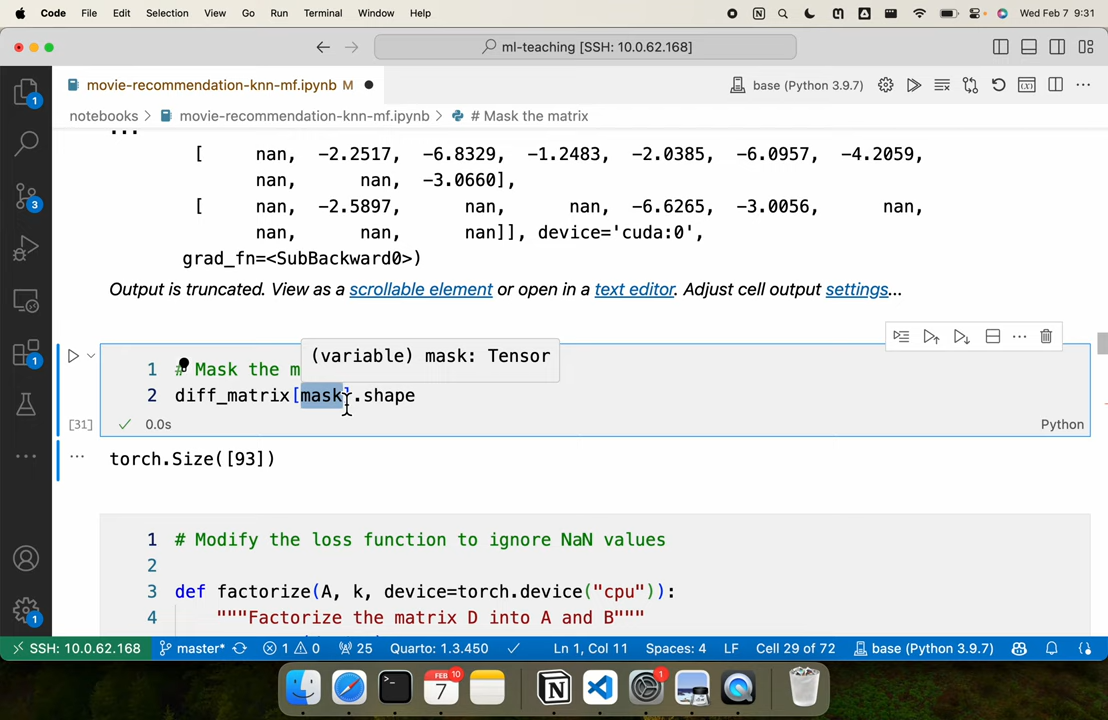 Code File Edit Selection View Go Run Terminal Window Help Wed Feb 7 9:31
ml-teaching [SSH: 10.0.62.168]
movie-recommendation-knn-mf.ipynb M base (Python 3.9.7)
notebooks > movie-recommendation-knn-mf.ipynb > # Mask the matrix
...
[ nan, -2.2517, -6.8329, -1.2483, -2.0385, -6.0957, -4.2059,
nan, nan, -3.0660],
[ nan, -2.5897, nan, nan, -6.6265, -3.0056, nan,
nan, nan, nan]], device='cuda:0',
grad_fn=<SubBackward0>)
Output is truncated. View as a scrollable element or open in a text editor. Adjust cell output settings...
(variable) mask: Tensor
1 # Mask the m
2 diff_matrix[mask].shape
[31] 0.0s Python
... torch.Size([93])
1 # Modify the loss function to ignore NaN values
2
3 def factorize(A, k, device=torch.device("cpu")):
4 """Factorize the matrix D into A and B"""
1
3
1
1
SSH: 10.0.62.168 master* 1 0 25 Quarto: 1.3.450 Ln 1, Col 11 Spaces: 4 LF Cell 29 of 72 base (Python 3.9.7)
FEB 10
7
1